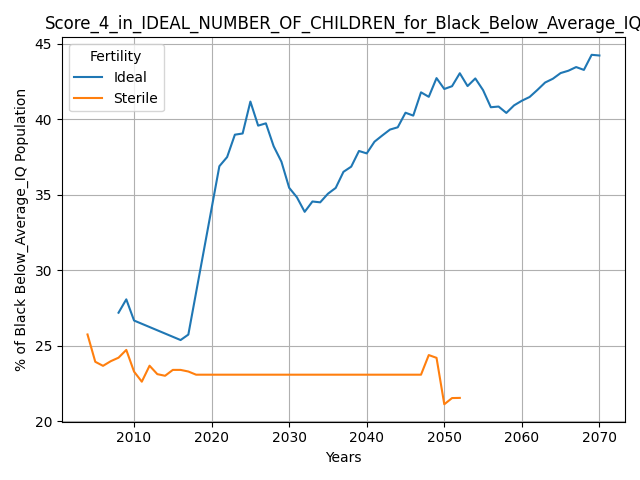 Score_4_in_IDEAL_NUMBER_OF_CHILDREN_for_Black_Below_Average_IQ
Fertility
Ideal
Sterile
% of Black Below_Average_IQ Population
45
40
35
30
25
20
2010 2020 2030 2040 2050 2060 2070
Years